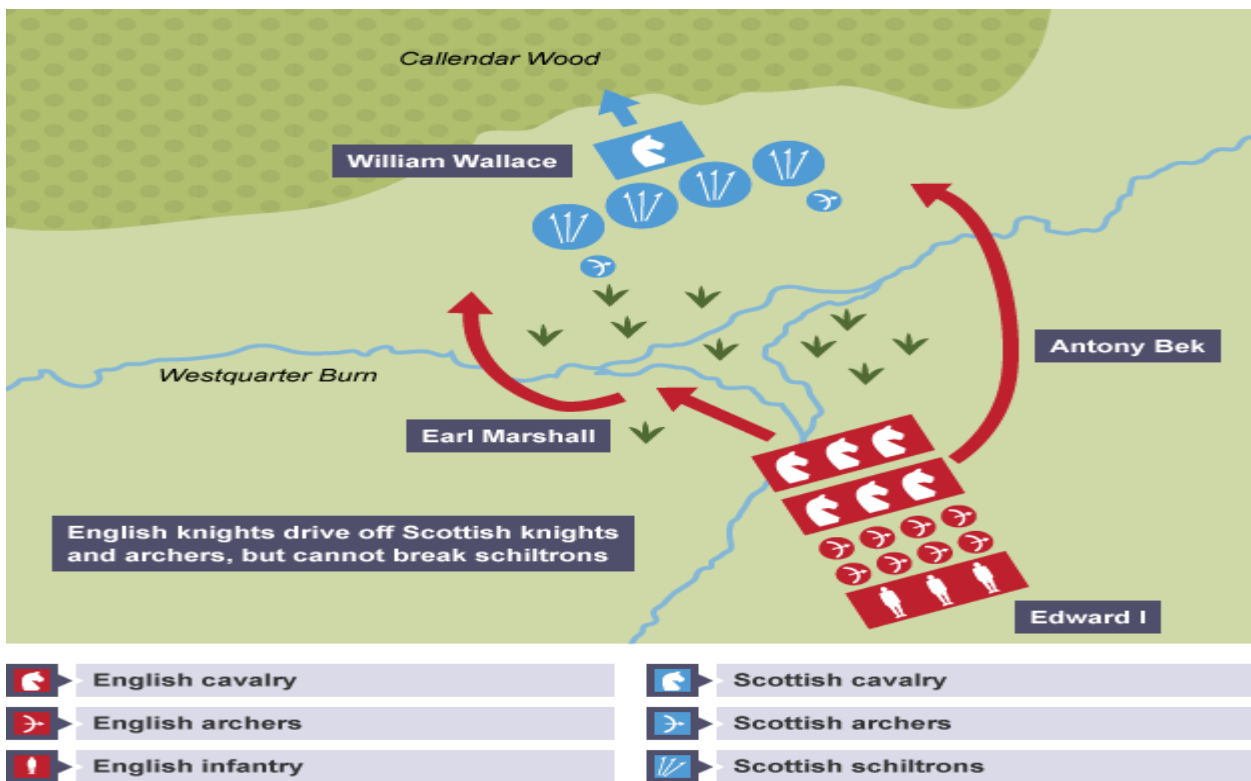 Callendar Wood
William Wallace
Antony Bek
Westquarter Burn
Earl Marshall
English knights drive off Scottish knights
and archers, but cannot break schiltrons
Edward I
English cavalry
Scottish cavalry
English archers
Scottish archers
English infantry
Scottish schiltrons